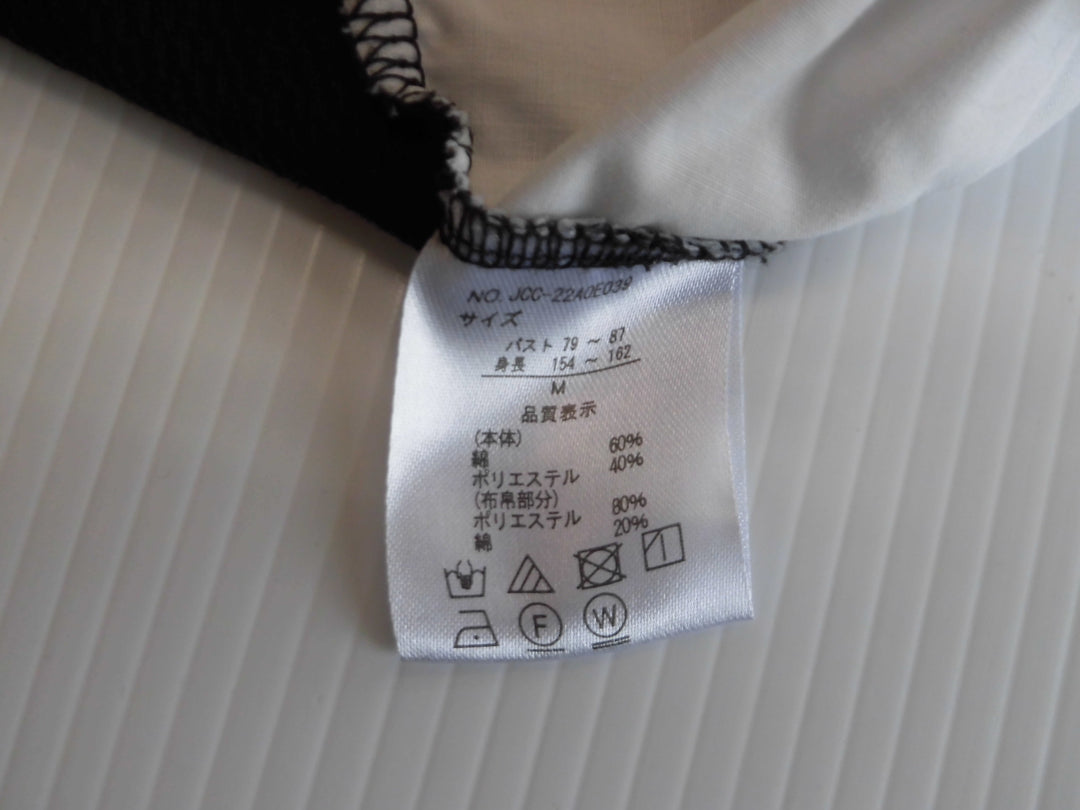 NO. JCC-22A0E039
サイズ
バスト 79 ～ 87
身長 154 ～ 162
M
品質表示
(本体)
綿 60%
ポリエステル 40%
(布帛部分)
ポリエステル 80%
綿 20%
F W